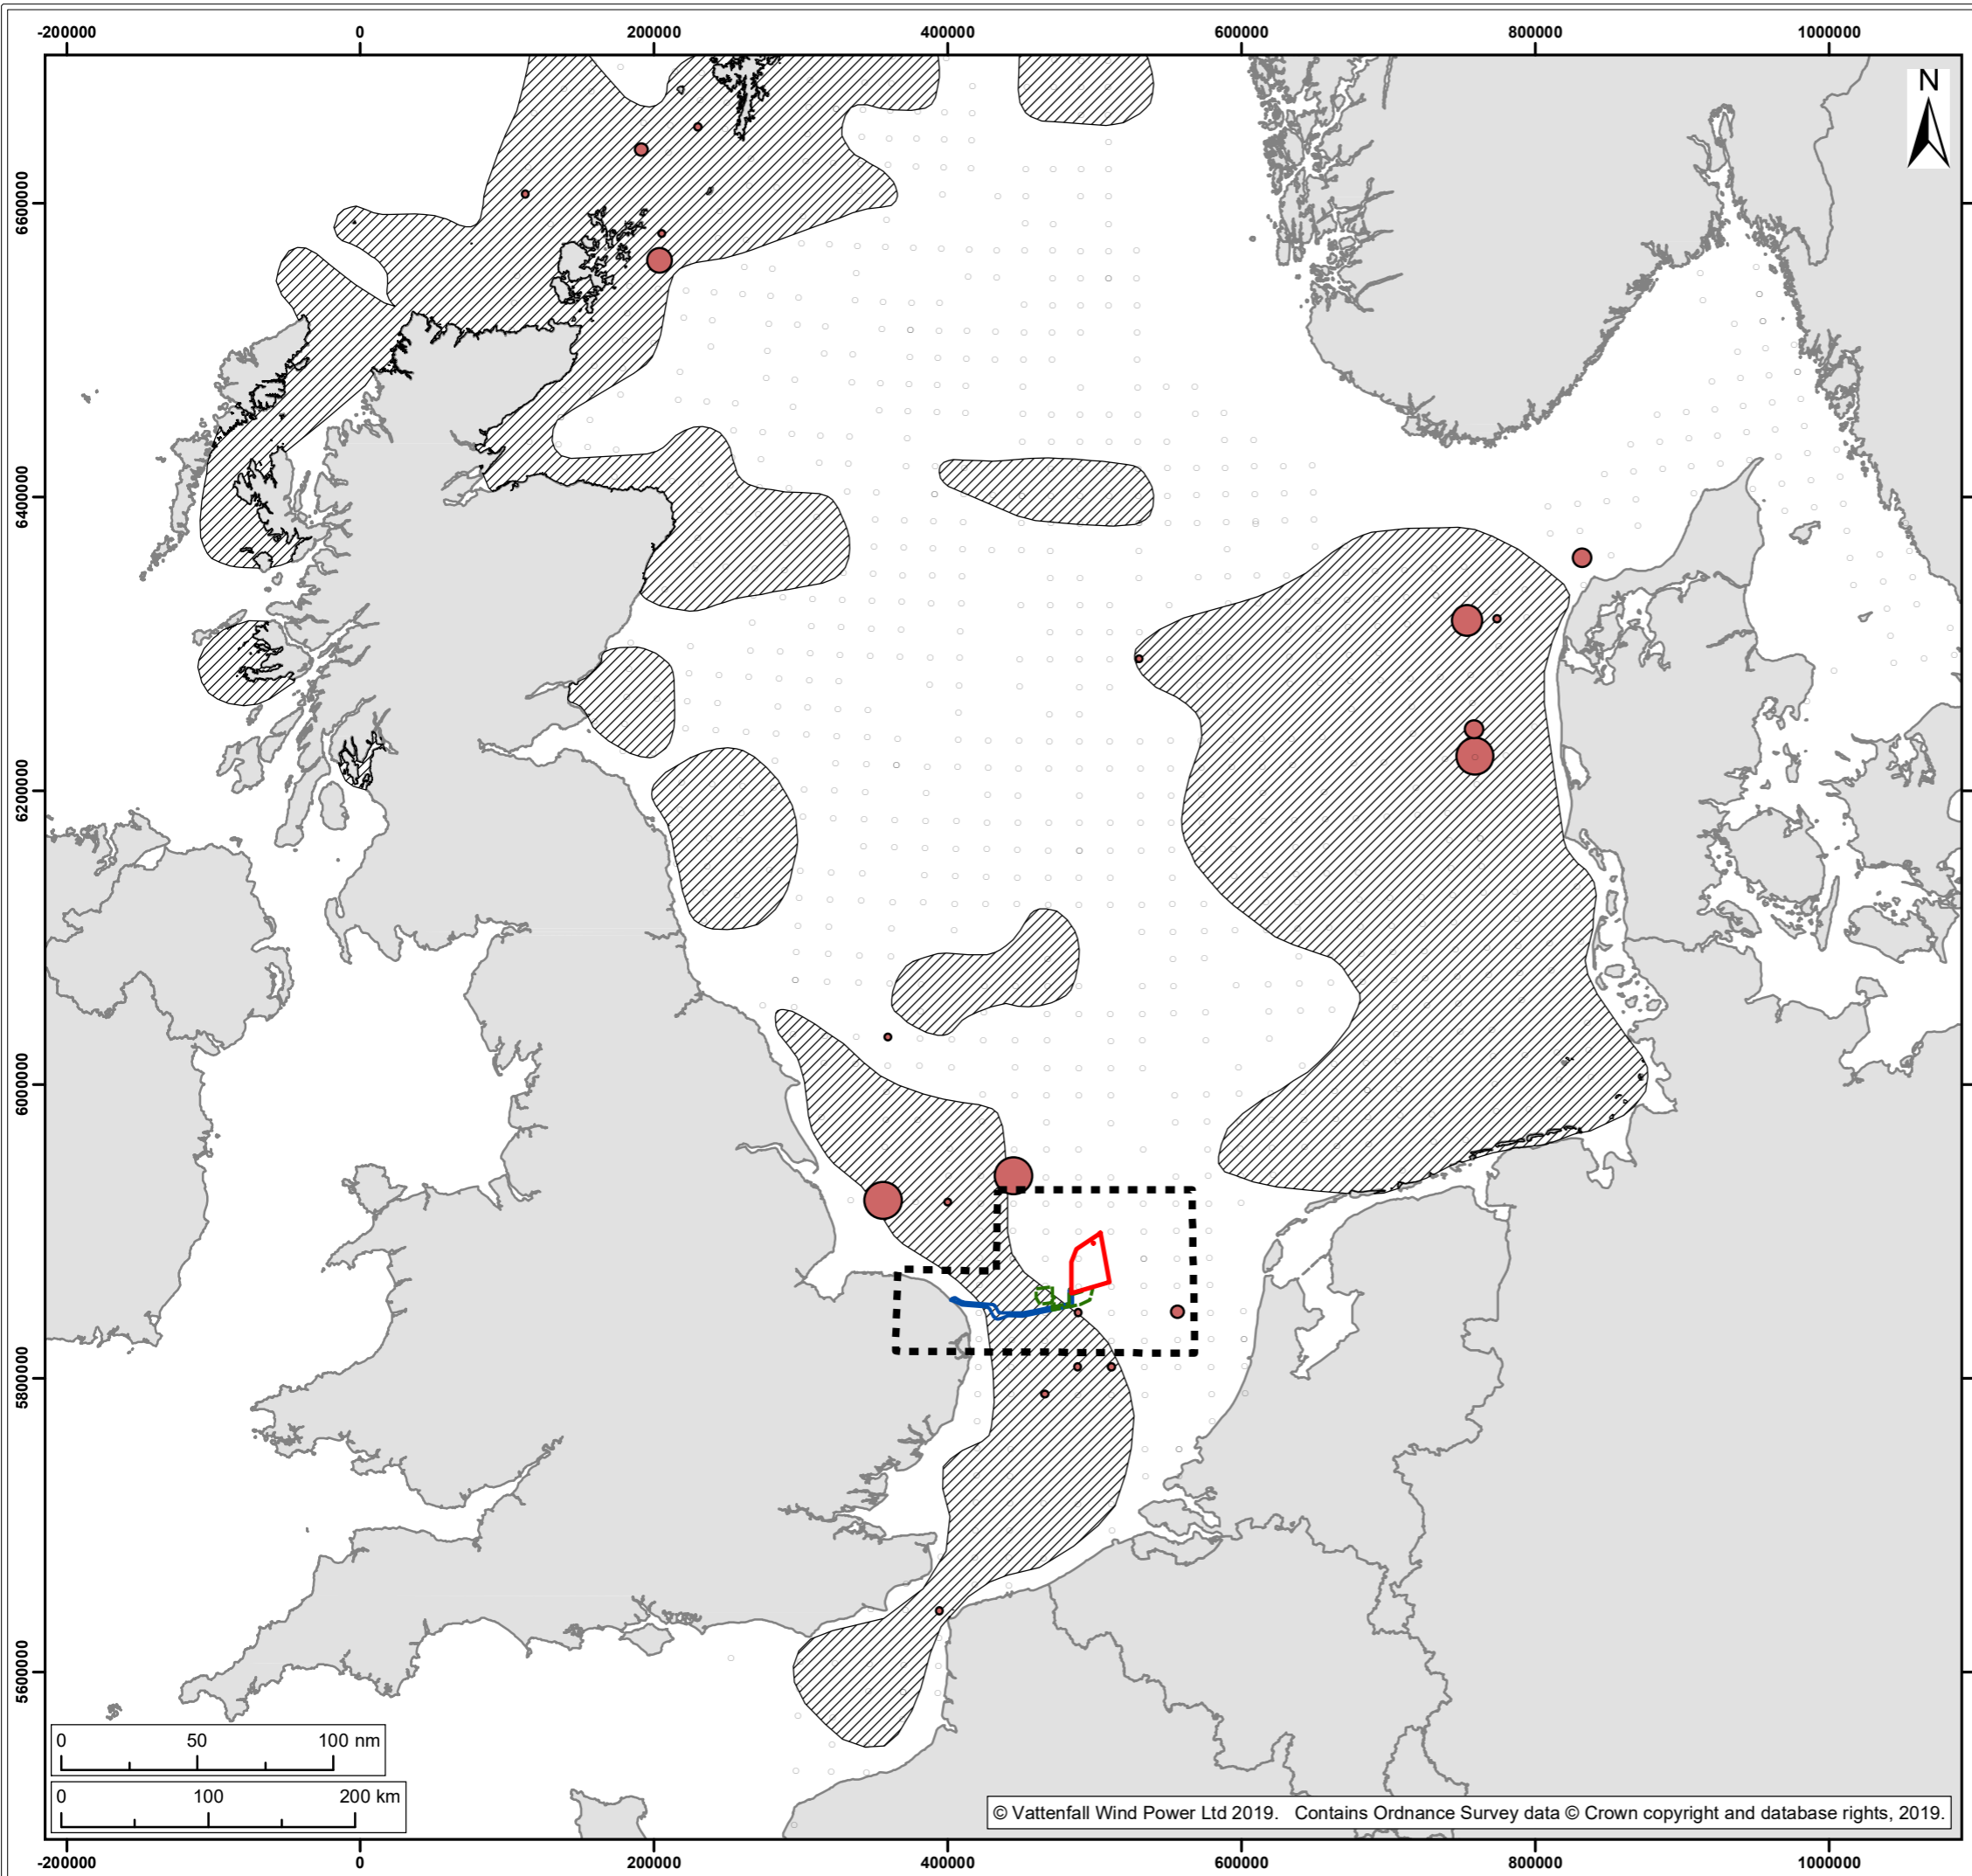 -200000 0 200000 400000 600000 800000 1000000
N
6600000
6400000
6200000
6000000
5800000
5600000
0 50 100 nm
0 100 200 km
© Vattenfall Wind Power Ltd 2019. Contains Ordnance Survey data © Crown copyright and database rights, 2019.
-200000 0 200000 400000 600000 800000 1000000